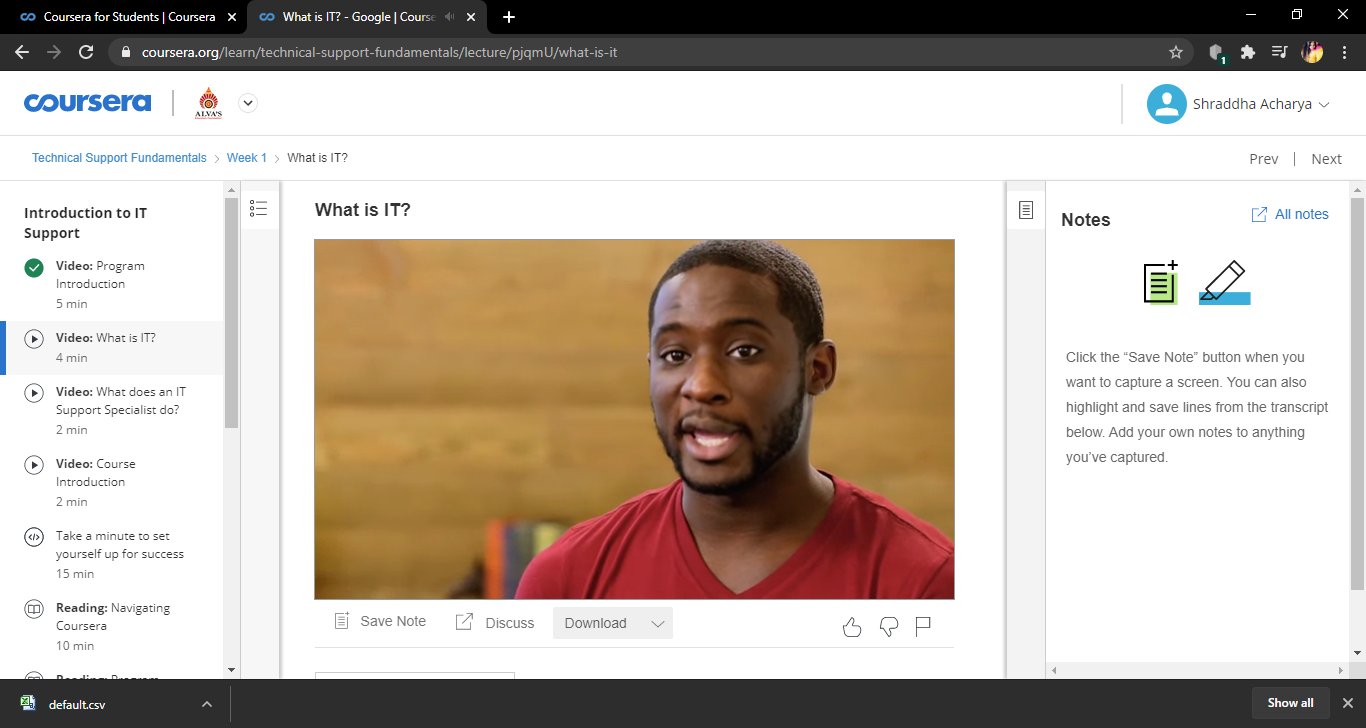 Coursera for Students | Coursera
What is IT? - Google | Course
coursera.org/learn/technical-support-fundamentals/lecture/pjqmU/what-is-it
1
coursera
ALVA'S
Shraddha Acharya
Technical Support Fundamentals
Week 1
What is IT?
Prev | Next
Introduction to IT
Support
Video: Program
Introduction
5 min
Video: What is IT?
4 min
Video: What does an IT
Support Specialist do?
2 min
Video: Course
Introduction
2 min
Take a minute to set
yourself up for success
15 min
Reading: Navigating
Coursera
10 min
Reading: Program
What is IT?
Save Note
Discuss
Download
Notes
All notes
Click the “Save Note” button when you
want to capture a screen. You can also
highlight and save lines from the transcript
below. Add your own notes to anything
you’ve captured.
default.csv
Show all